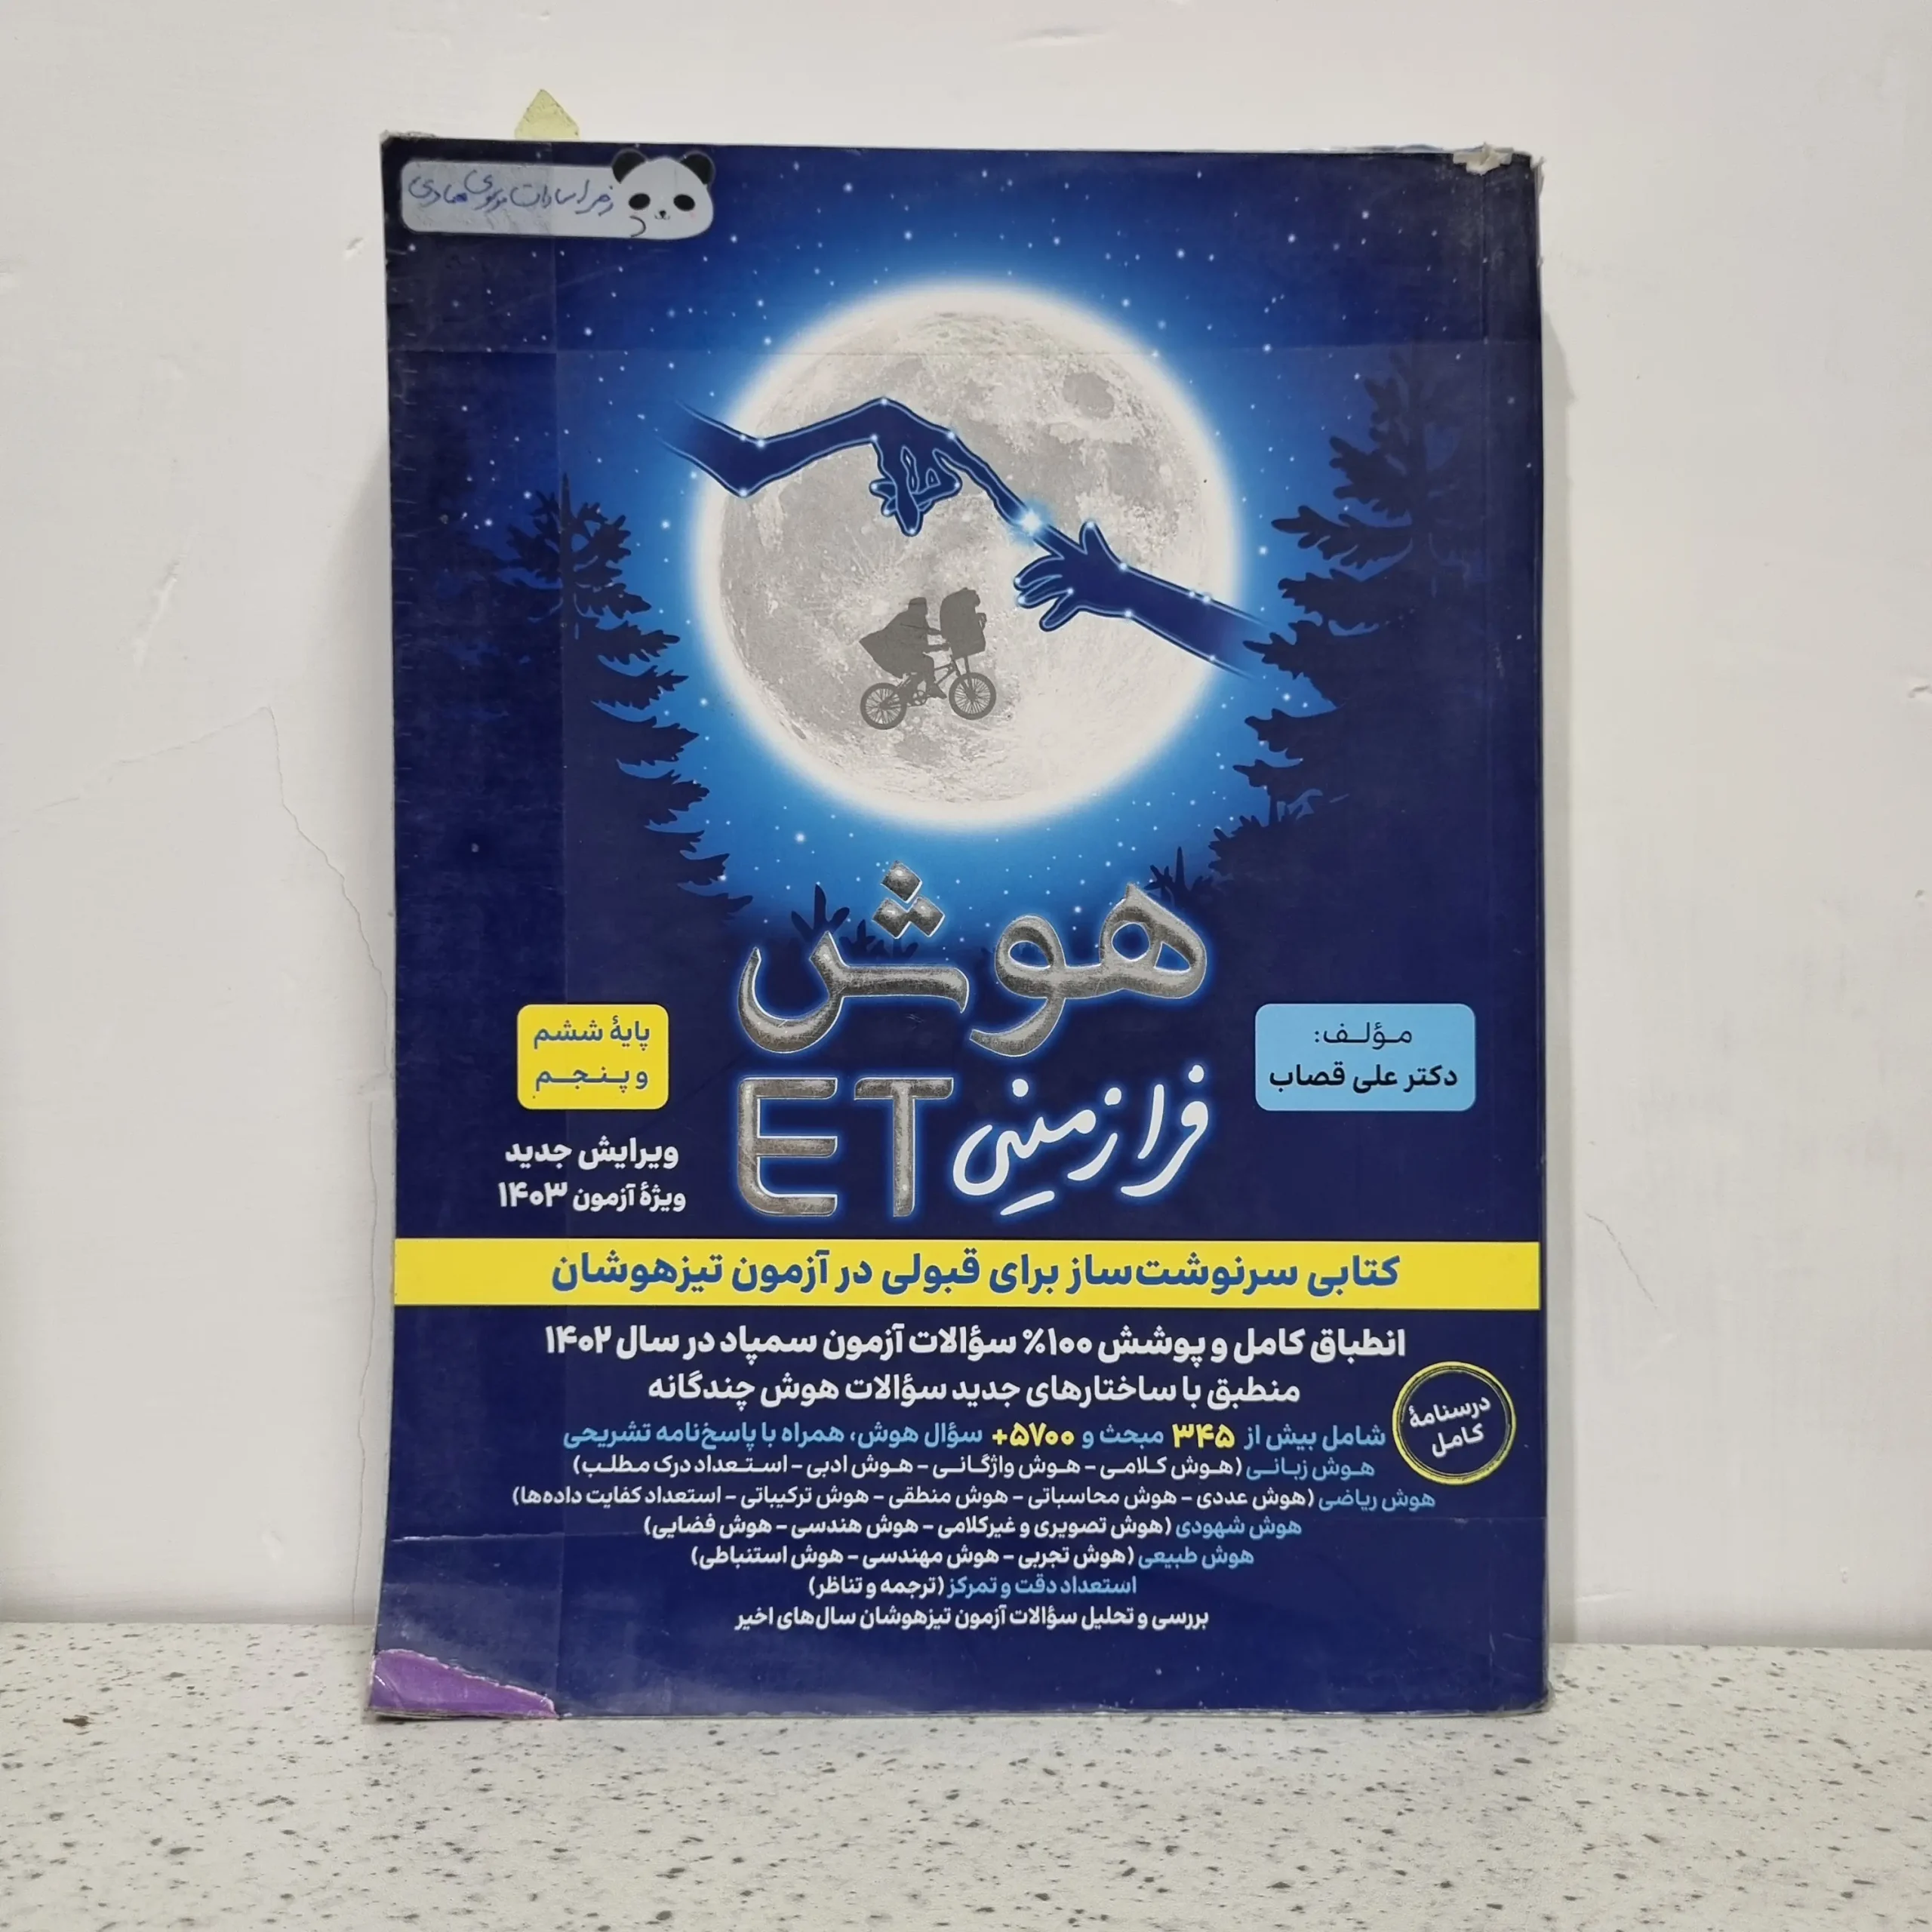 زهرا سادات موسوی هادی
هوش
فرازمینی ET
مؤلف:
دکتر علی قصاب
پایهٔ ششم
و پنجم
ویرایش جدید
ویژهٔ آزمون ۱۴۰۳
کتابی سرنوشت‌ساز برای قبولی در آزمون تیزهوشان
انطباق کامل و پوشش ۱۰۰% سؤالات آزمون سمپاد در سال ۱۴۰۲
منطبق با ساختارهای جدید سؤالات هوش چندگانه
درسنامهٔ
کامل
شامل بیش از ۳۴۵ مبحث و ۵۷۰۰+ سؤال هوش، همراه با پاسخ‌نامه تشریحی
هوش زبانی (هوش کلامی - هوش واژگانی - هوش ادبی - استعداد درک مطلب)
هوش ریاضی (هوش عددی - هوش محاسباتی - هوش منطقی - هوش ترکیباتی - استعداد کفایت داده‌ها)
هوش شهودی (هوش تصویری و غیرکلامی - هوش هندسی - هوش فضایی)
هوش طبیعی (هوش تجربی - هوش مهندسی - هوش استنباطی)
استعداد دقت و تمرکز (ترجمه و تناظر)
بررسی و تحلیل سؤالات آزمون تیزهوشان سال‌های اخیر